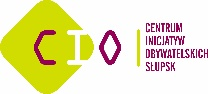 CIO
CENTRUM
INICJATYW
OBYWATELSKICH
SŁUPSK